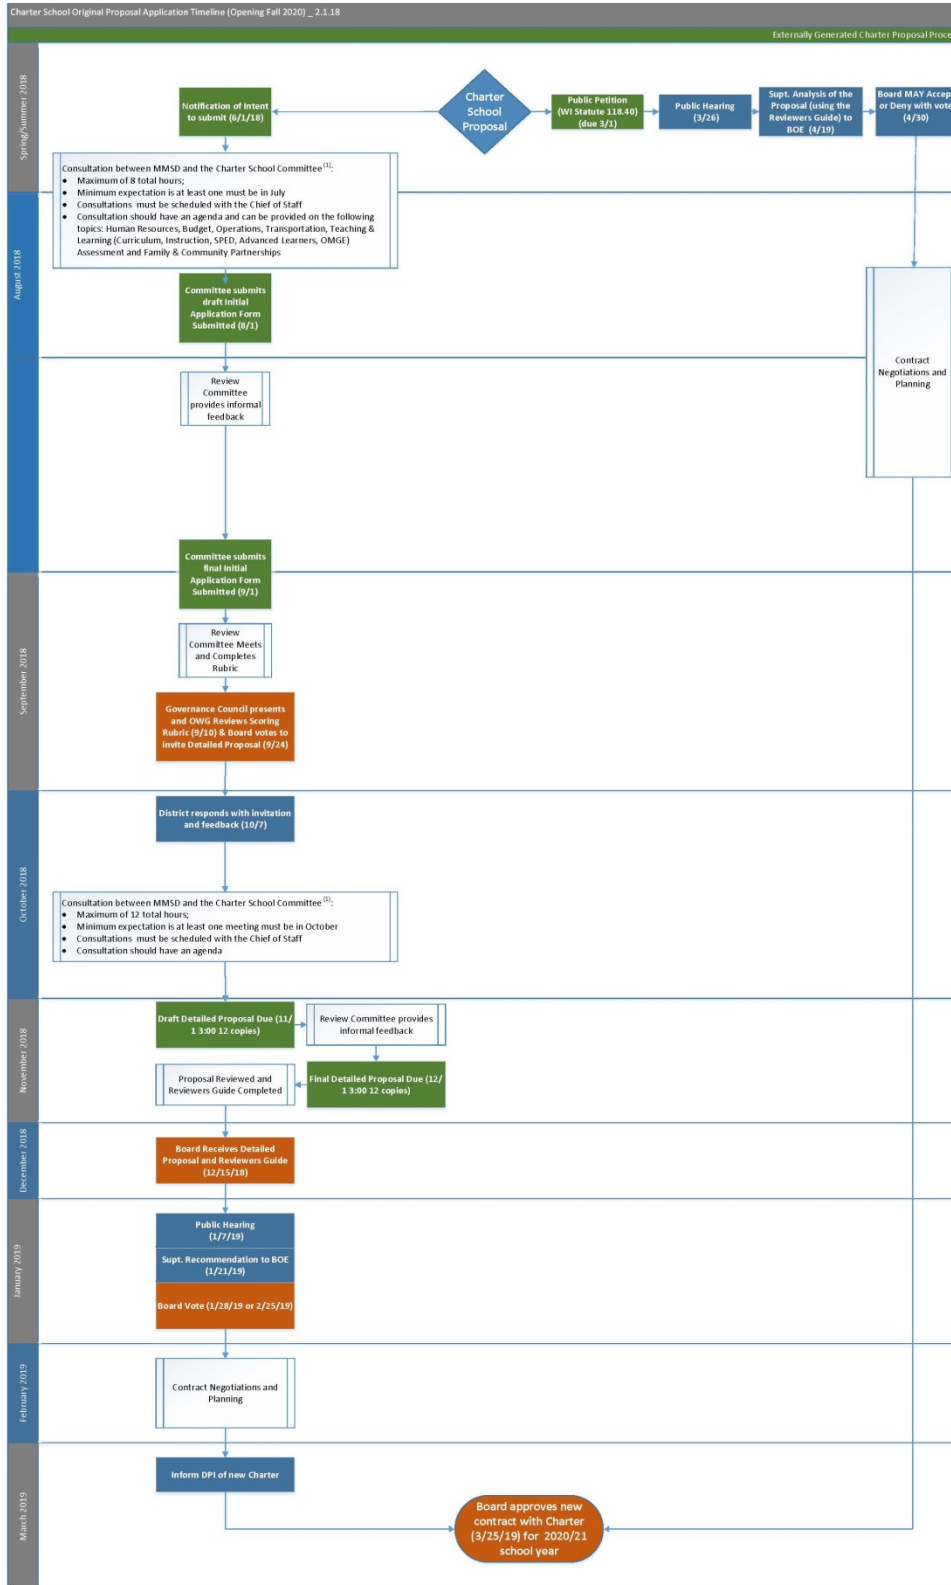 Charter School Original Proposal Application Timeline (Opening Fall 2020) _ 2.1.18
Externally Generated Charter Proposal Proce
Spring/Summer 2018
Notification of Intent
to submit (6/1/18)
Charter
School
Proposal
Public Petition
(WI Statute 118.40)
(due 3/1)
Public Hearing
(3/26)
Supt. Analysis of the
Proposal (using the
Reviewers Guide) to
BOE (4/19)
Board MAY Accep
or Deny with vote
(4/30)
Consultation between MMSD and the Charter School Committee (1):
• Maximum of 8 total hours;
• Minimum expectation is at least one must be in July
• Consultations must be scheduled with the Chief of Staff
• Consultation should have an agenda and can be provided on the following
topics: Human Resources, Budget, Operations, Transportation, Teaching &
Learning (Curriculum, Instruction, SPED, Advanced Learners, OMGE)
Assessment and Family & Community Partnerships
August 2018
Committee submits
draft Initial
Application Form
Submitted (8/1)
Review
Committee
provides informal
feedback
Contract
Negotiations and
Planning
Committee submits
final Initial
Application Form
Submitted (9/1)
September 2018
Review
Committee Meets
and Completes
Rubric
Governance Council presents
and OWG Reviews Scoring
Rubric (9/10) & Board votes to
invite Detailed Proposal (9/24)
October 2018
District responds with invitation
and feedback (10/7)
Consultation between MMSD and the Charter School Committee (1):
• Maximum of 12 total hours;
• Minimum expectation is at least one meeting must be in October
• Consultations must be scheduled with the Chief of Staff
• Consultation should have an agenda
November 2018
Draft Detailed Proposal Due (11/
1 3:00 12 copies)
Review Committee provides
informal feedback
Proposal Reviewed and
Reviewers Guide Completed
Final Detailed Proposal Due (12/
1 3:00 12 copies)
December 2018
Board Receives Detailed
Proposal and Reviewers Guide
(12/15/18)
January 2019
Public Hearing
(1/7/19)
Supt. Recommendation to BOE
(1/21/19)
Board Vote (1/28/19 or 2/25/19)
February 2019
Contract Negotiations and
Planning
March 2019
Inform DPI of new Charter
Board approves new
contract with Charter
(3/25/19) for 2020/21
school year